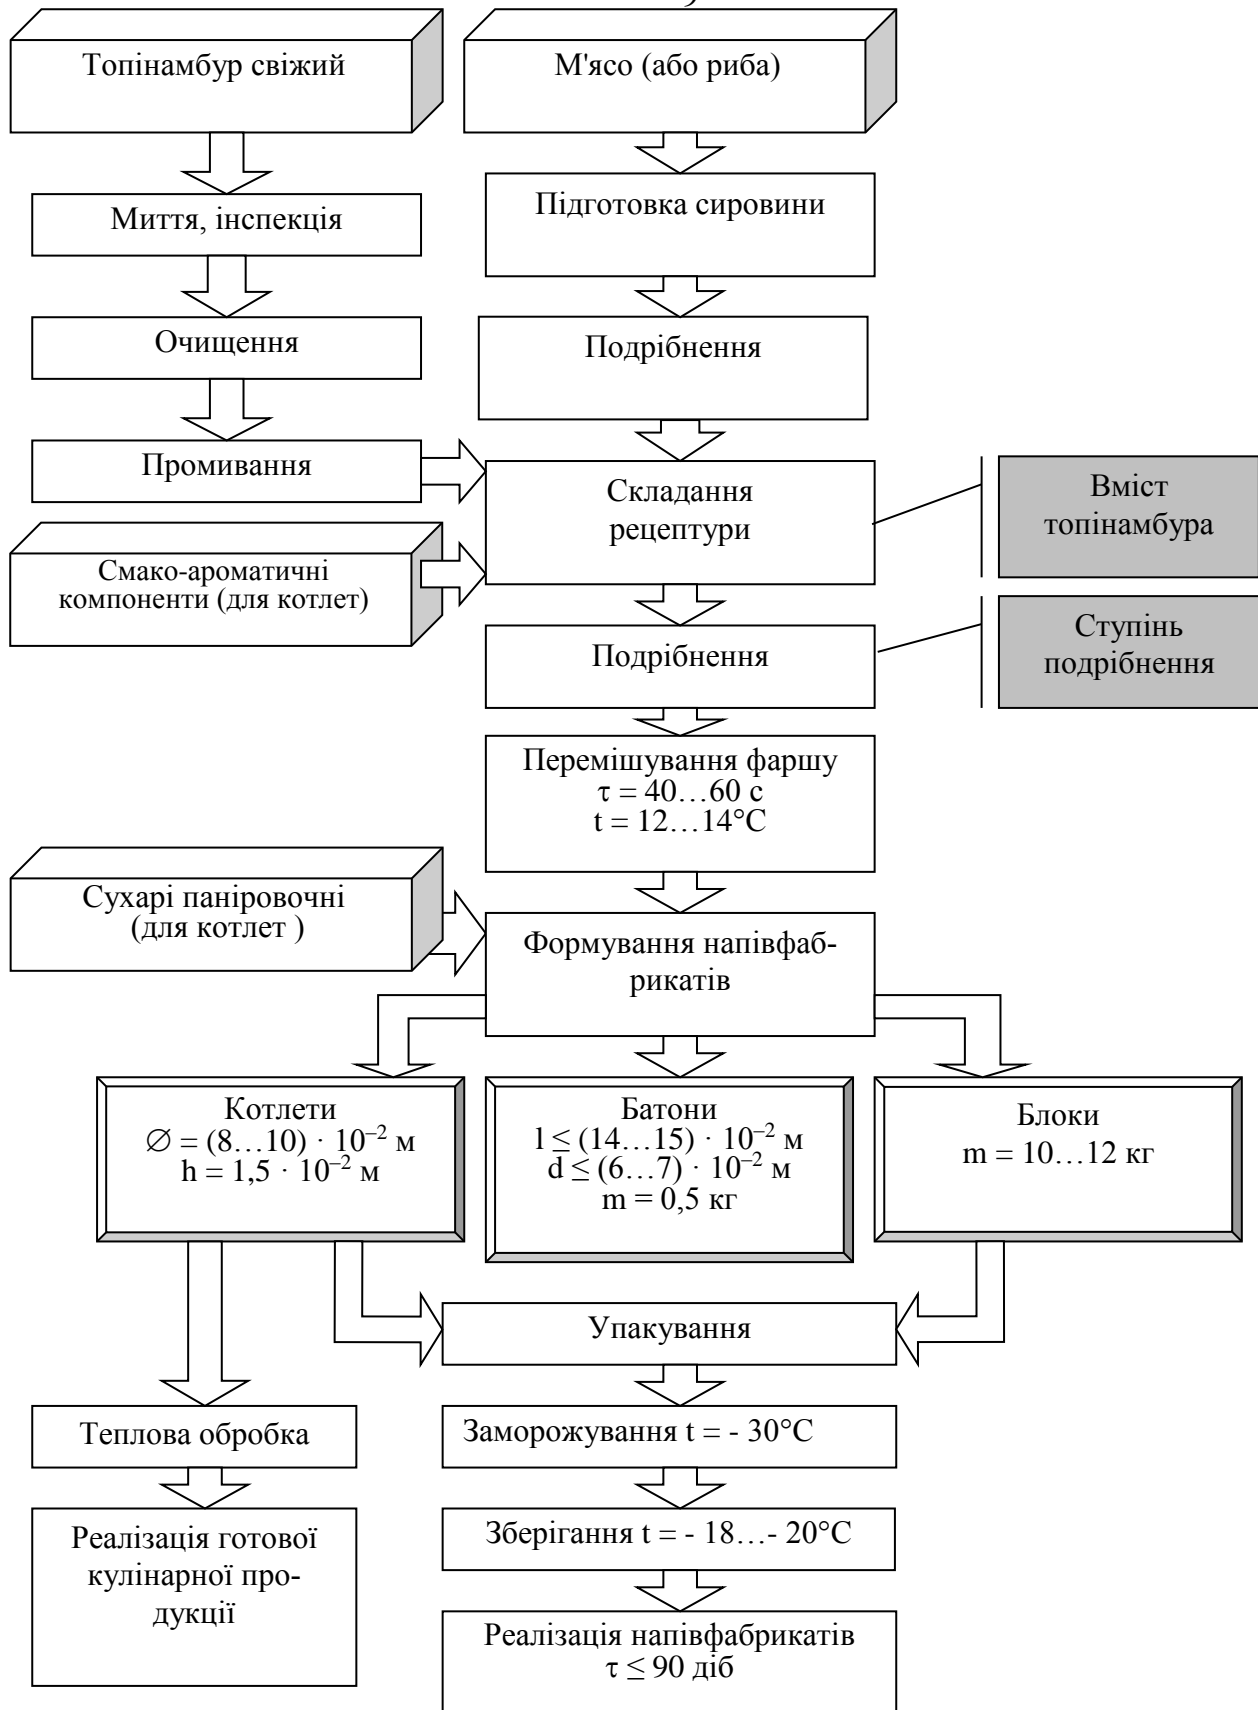 Топінамбур свіжий
М'ясо (або риба)
Миття, інспекція
Підготовка сировини
Очищення
Подрібнення
Промивання
Складання
рецептури
Вміст
топінамбура
Смако-ароматичні
компоненти (для котлет)
Подрібнення
Ступінь
подрібнення
Перемішування фаршу
τ = 40…60 с
t = 12…14°С
Сухарі паніровочні
(для котлет )
Формування напівфаб-
рикатів
Котлети
∅ = (8…10) · 10⁻² м
h = 1,5 · 10⁻² м
Батони
l ≤ (14…15) · 10⁻² м
d ≤ (6…7) · 10⁻² м
m = 0,5 кг
Блоки
m = 10…12 кг
Упакування
Теплова обробка
Заморожування t = - 30°С
Реалізація готової
кулінарної про-
дукції
Зберігання t = - 18…- 20°С
Реалізація напівфабрикатів
τ ≤ 90 діб